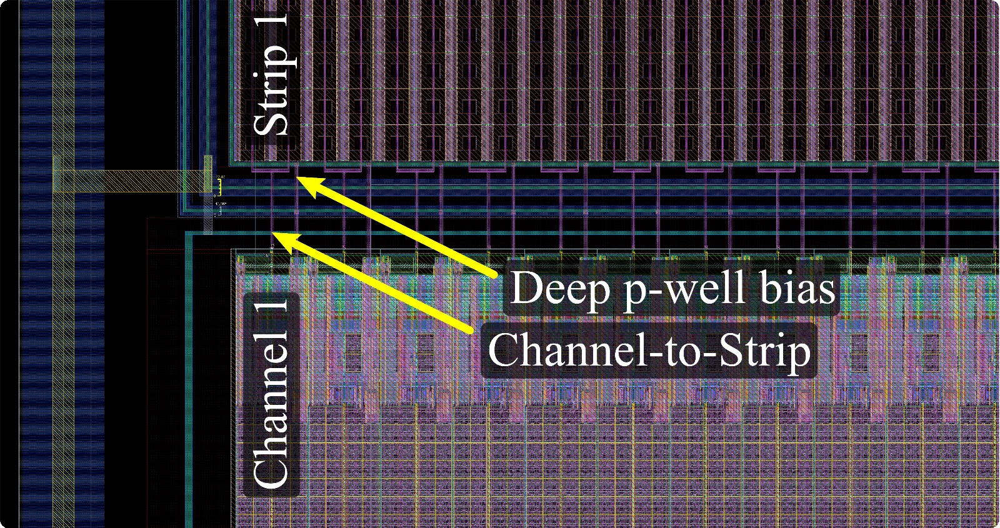 Strip 1
Deep p-well bias
Channel-to-Strip
Channel 1